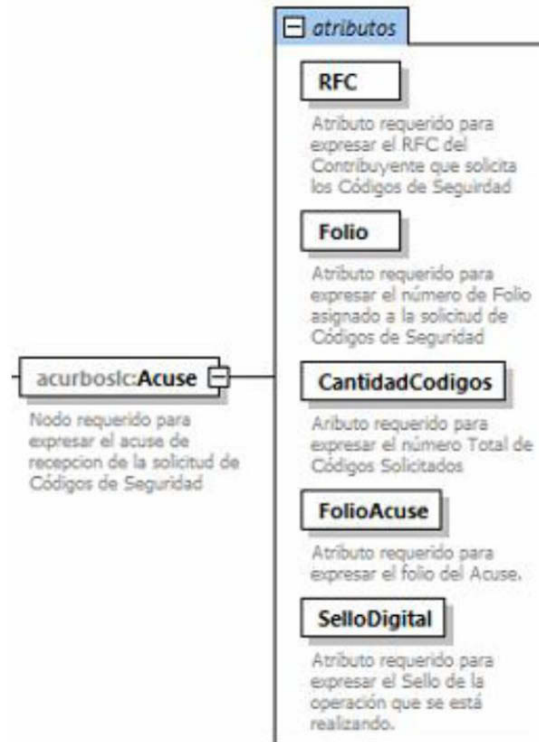 atributos
RFC
Atributo requerido para
expresar el RFC del
Contribuyente que solicita
los Códigos de Seguirdad
Folio
Atributo requerido para
expresar el número de Folio
asignado a la solicitud de
Códigos de Seguridad
acurboslc:Acuse
Nodo requerido para
expresar el acuse de
recepcion de la solicitud de
Códigos de Seguridad
CantidadCodigos
Aributo requerido para
expresar el número Total de
Códigos Solicitados
FolioAcuse
Atributo requerido para
expresar el folio del Acuse.
SelloDigital
Atributo requerido para
expresar el Sello de la
operación que se está
realizando.